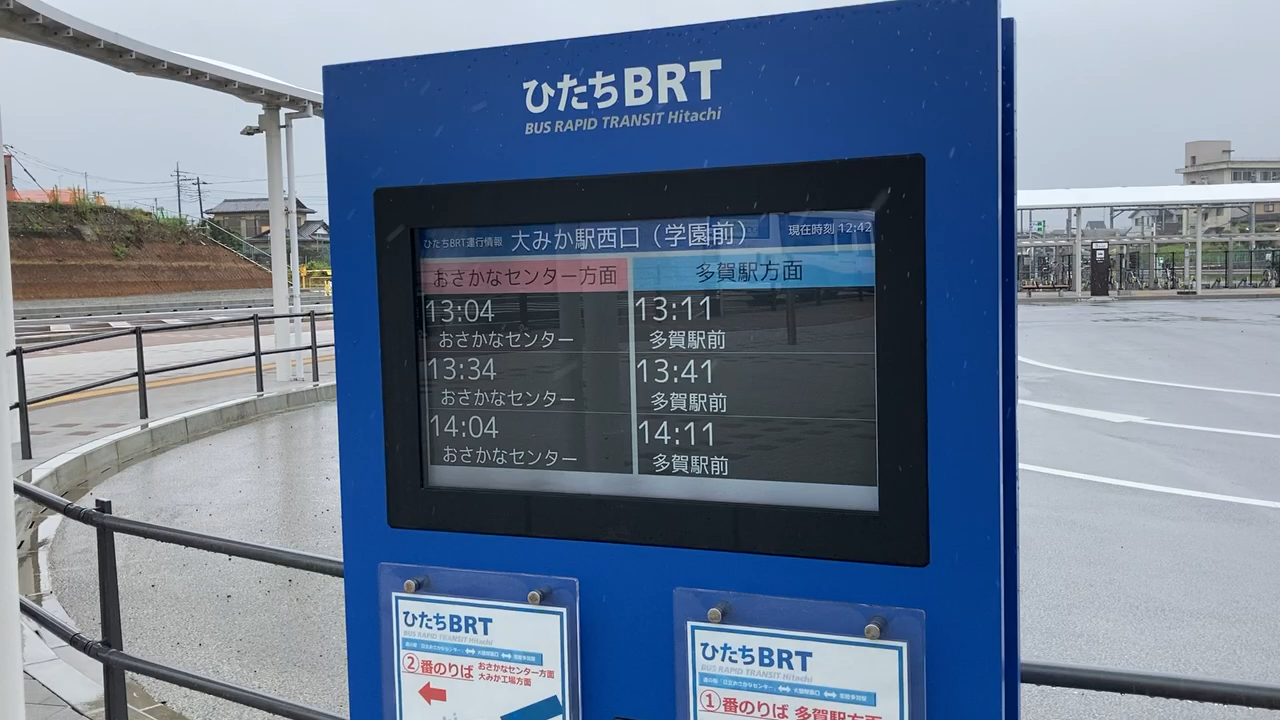 ひたちBRT
BUS RAPID TRANSIT Hitachi
ひたちBRT運行情報 大みか駅西口（学園前） 現在時刻 12:42
おさかなセンター方面 多賀駅方面
13:04 13:11
おさかなセンター 多賀駅前
13:34 13:41
おさかなセンター 多賀駅前
14:04 14:11
おさかなセンター 多賀駅前
ひたちBRT
BUS RAPID TRANSIT Hitachi
②番のりば おさかなセンター方面
大みか工場方面
ひたちBRT
BUS RAPID TRANSIT Hitachi
①番のりば 多賀駅方面